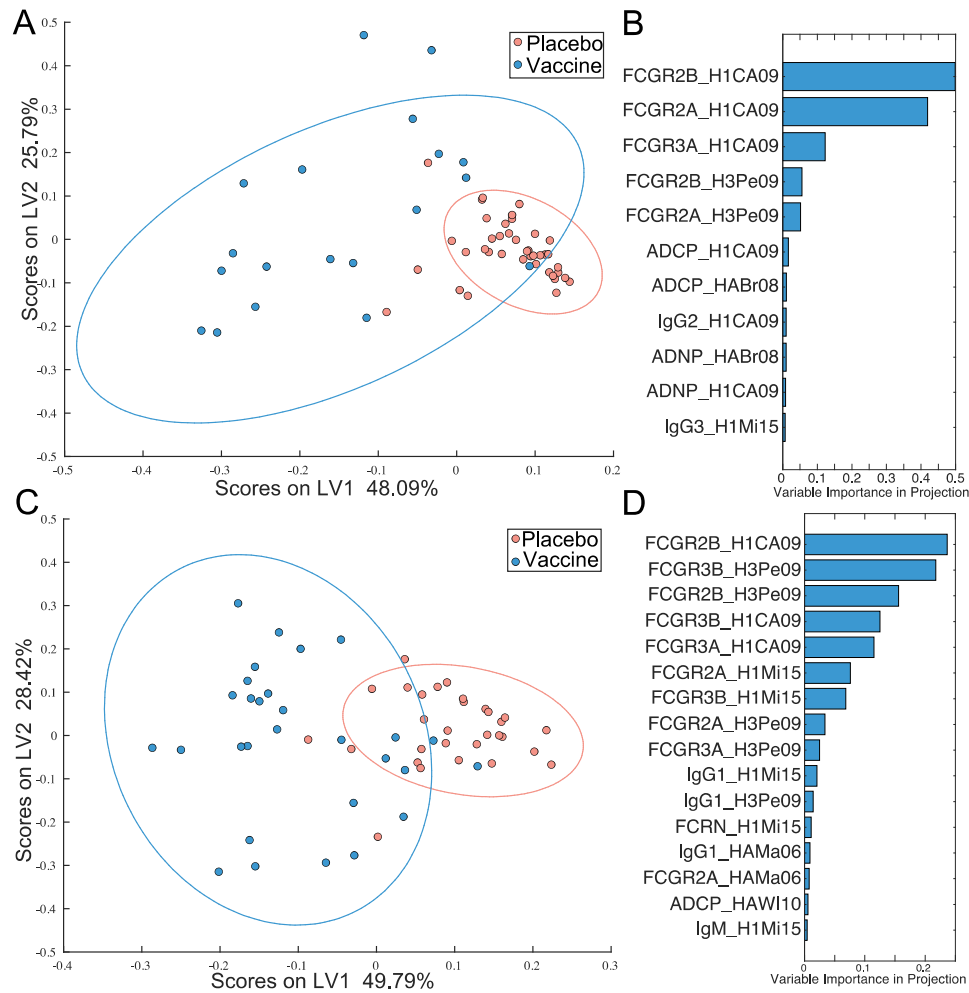 A
Placebo
Vaccine
0.5
0.4
0.3
0.2
0.1
0
-0.1
-0.2
-0.3
-0.4
-0.5
Scores on LV2 25.79%
-0.5 -0.4 -0.3 -0.2 -0.1 0 0.1 0.2
Scores on LV1 48.09%
B
FCGR2B_H1CA09
FCGR2A_H1CA09
FCGR3A_H1CA09
FCGR2B_H3Pe09
FCGR2A_H3Pe09
ADCP_H1CA09
ADCP_HABr08
IgG2_H1CA09
ADNP_HABr08
ADNP_H1CA09
IgG3_H1Mi15
0 0.1 0.2 0.3 0.4 0.5
Variable Importance in Projection
C
Placebo
Vaccine
0.5
0.4
0.3
0.2
0.1
0
-0.1
-0.2
-0.3
-0.4
-0.5
Scores on LV2 28.42%
-0.4 -0.3 -0.2 -0.1 0 0.1 0.2 0.3
Scores on LV1 49.79%
D
FCGR2B_H1CA09
FCGR3B_H3Pe09
FCGR2B_H3Pe09
FCGR3B_H1CA09
FCGR3A_H1CA09
FCGR2A_H1Mi15
FCGR3B_H1Mi15
FCGR2A_H3Pe09
FCGR3A_H3Pe09
IgG1_H1Mi15
IgG1_H3Pe09
FCRN_H1Mi15
IgG1_HAMa06
FCGR2A_HAMa06
ADCP_HAWI10
IgM_H1Mi15
0 0.1 0.2
Variable Importance in Projection